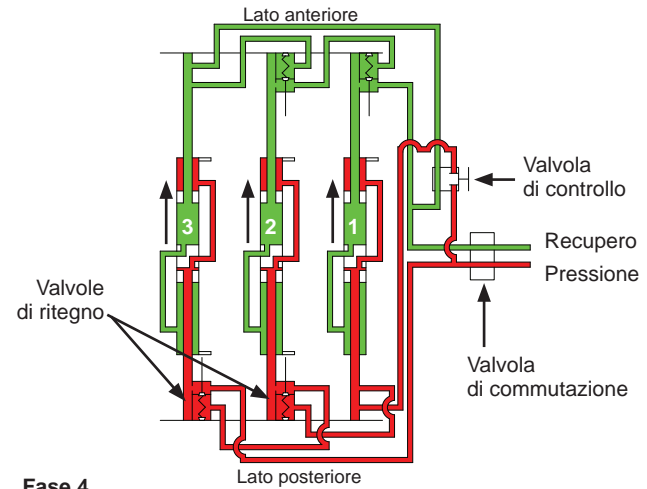 Lato anteriore
Valvola
di controllo
3
2
1
Recupero
Pressione
Valvole
di ritegno
Valvola
di commutazione
Lato posteriore
Fase 4